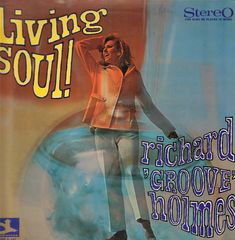 Living
Soul!
Stereo
richard
'GROOVE'
holmes